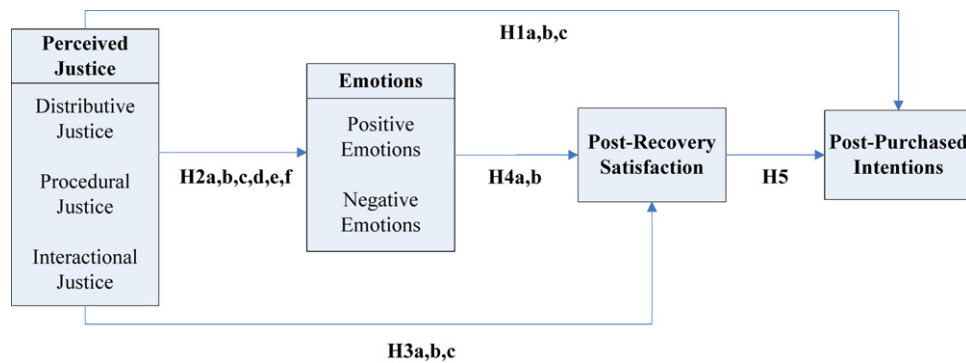 H1a,b,c
Perceived
Justice
Distributive
Justice
Procedural
Justice
Interactional
Justice
H2a,b,c,d,e,f
Emotions
Positive
Emotions
Negative
Emotions
H4a,b
Post-Recovery
Satisfaction
H5
Post-Purchased
Intentions
H3a,b,c